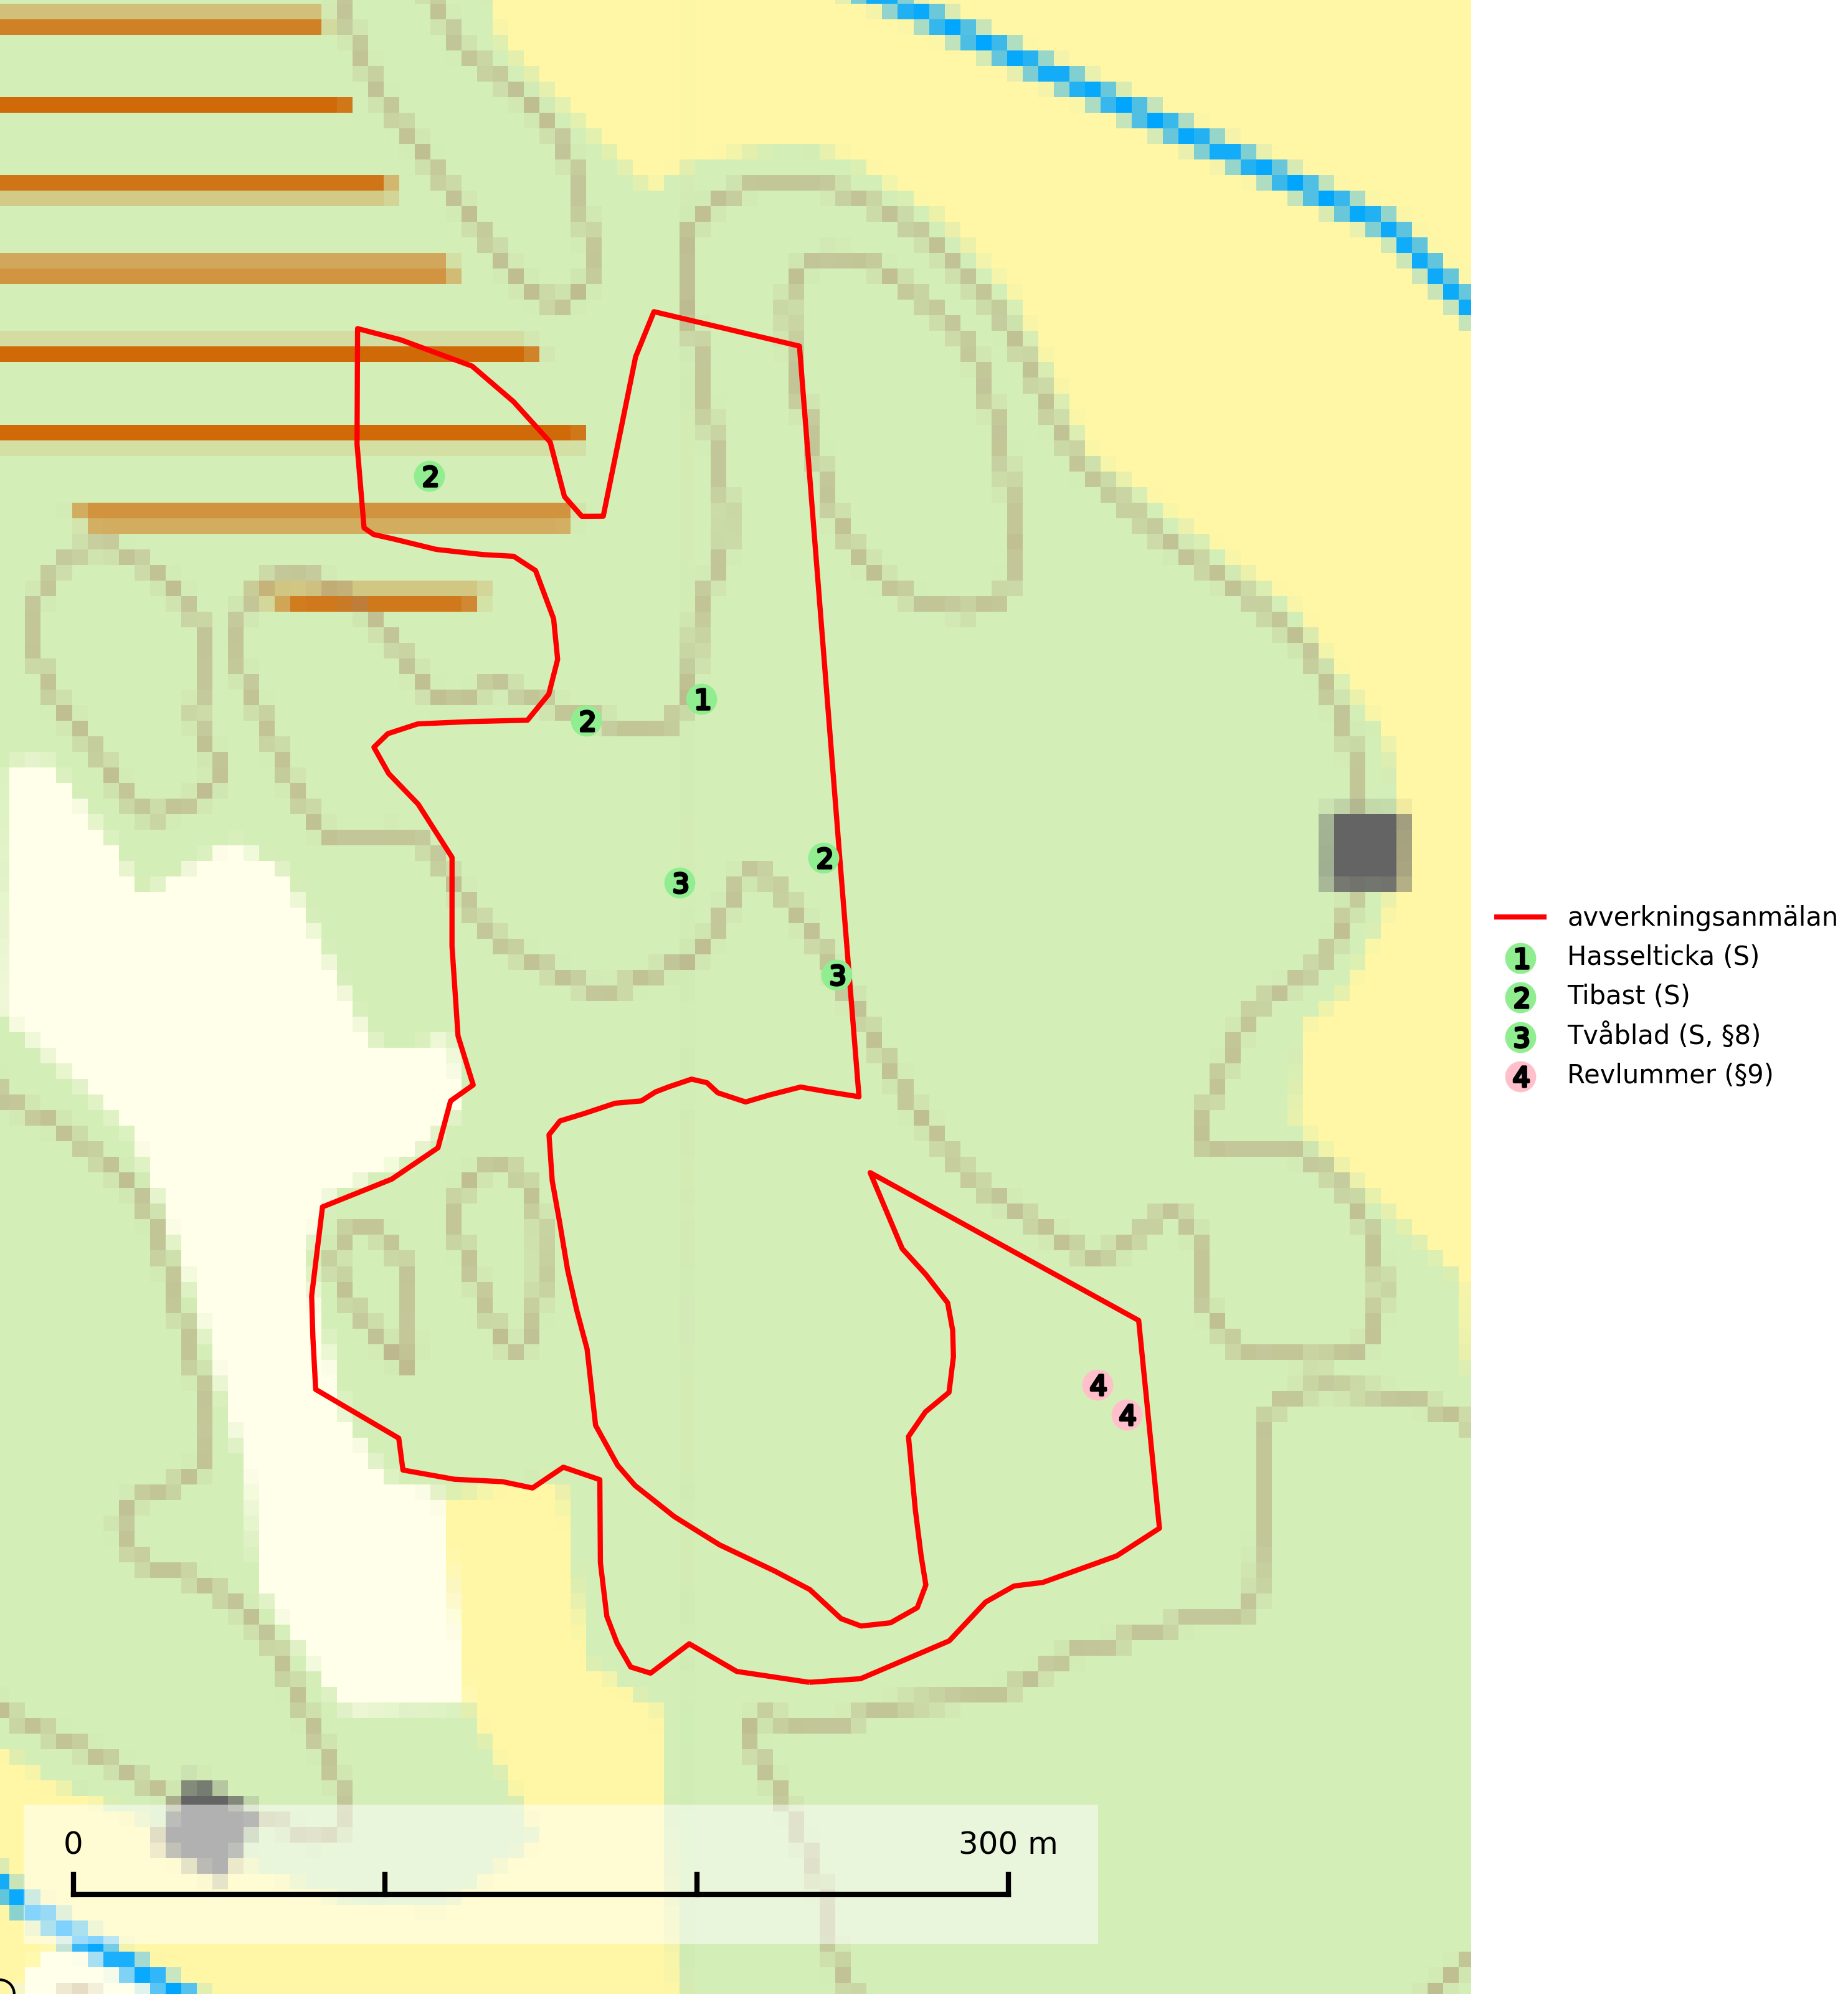 2
1
2
2
3
3
4
4
0 300 m
avverkningsanmälan
1 Hasselticka (S)
2 Tibast (S)
3 Tvåblad (S, §8)
4 Revlummer (§9)